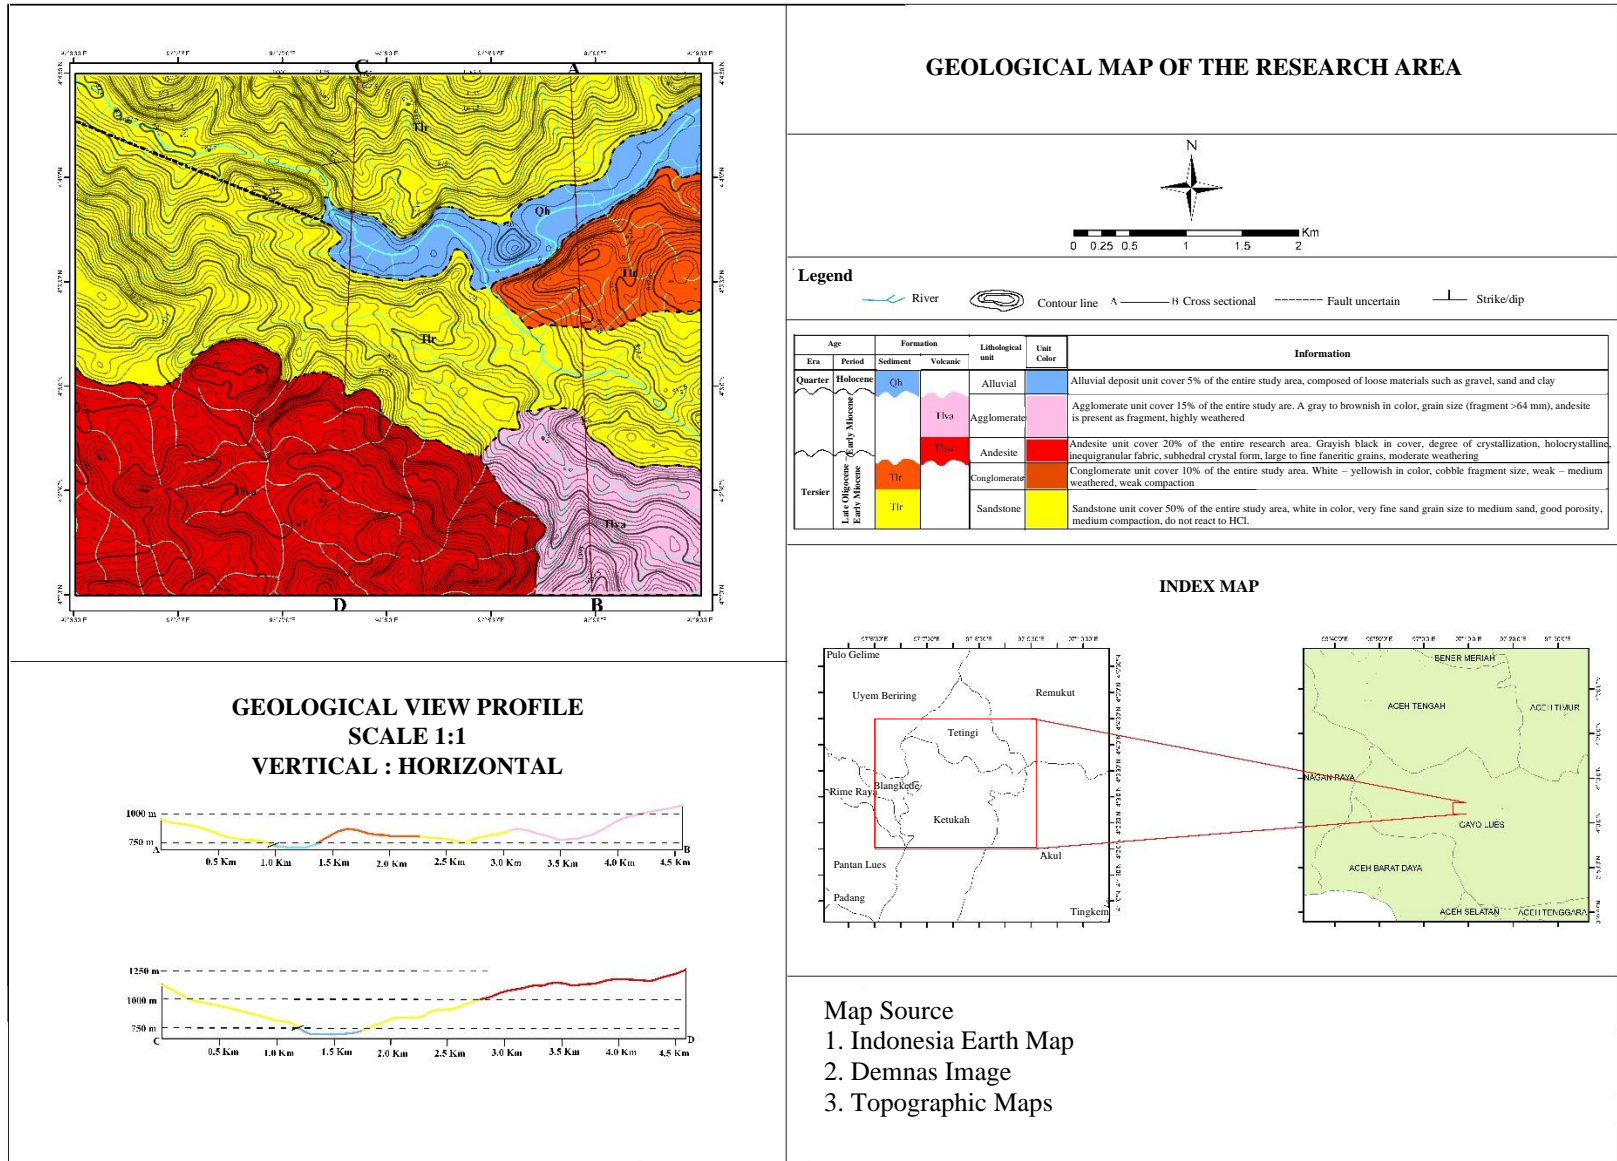 GEOLOGICAL MAP OF THE RESEARCH AREA
C
A
Tlr
Qh
Tlr
Tlr
Tlva
Tlva
D
B
N
0 0.25 0.5 1 1.5 2 Km
Legend
River
Contour line
A B Cross sectional
Fault uncertain
Strike/dip
Age
Formation
Lithological unit
Unit Color
Information
Era
Period
Sediment
Volcanic
Quarter
Holocene
Qh
Alluvial
Alluvial deposit unit cover 5% of the entire study area, composed of loose materials such as gravel, sand and clay
Early Miocene
Tlva
Agglomerate
Agglomerate unit cover 15% of the entire study are. A gray to brownish in color, grain size (fragment >64 mm), andesite
is present as fragment, highly weathered
Tlva
Andesite
Andesite unit cover 20% of the entire research area. Grayish black in cover, degree of crystallization, holocrystalline,
inequigranular fabric, subhedral crystal form, large to fine faneritic grains, moderate weathering
Tersier
Late Oligocene
Early Miocene
Tlr
Conglomerate
Conglomerate unit cover 10% of the entire study area. White – yellowish in color, cobble fragment size, weak – medium
weathered, weak compaction
Tlr
Sandstone
Sandstone unit cover 50% of the entire study area, white in color, very fine sand grain size to medium sand, good porosity,
medium compaction, do not react to HCl.
GEOLOGICAL VIEW PROFILE
SCALE 1:1
VERTICAL : HORIZONTAL
1000 m
750 m
A
B
0.5 Km 1.0 Km 1.5 Km 2.0 Km 2.5 Km 3.0 Km 3.5 Km 4.0 Km 4.5 Km
1250 m
1000 m
750 m
C
D
0.5 Km 1.0 Km 1.5 Km 2.0 Km 2.5 Km 3.0 Km 3.5 Km 4.0 Km 4.5 Km
INDEX MAP
Pulo Gelime
Uyem Beriring
Remukut
Tetingi
Blangkede
Rime Raya
Ketukah
Akul
Pantan Lues
Padang
Tingkem
BENER MERIAH
ACEH TENGAH
ACEH TIMUR
NAGAN RAYA
GAYO LUES
ACEH BARAT DAYA
ACEH SELATAN
ACEH TENGGARA
Map Source
1. Indonesia Earth Map
2. Demnas Image
3. Topographic Maps